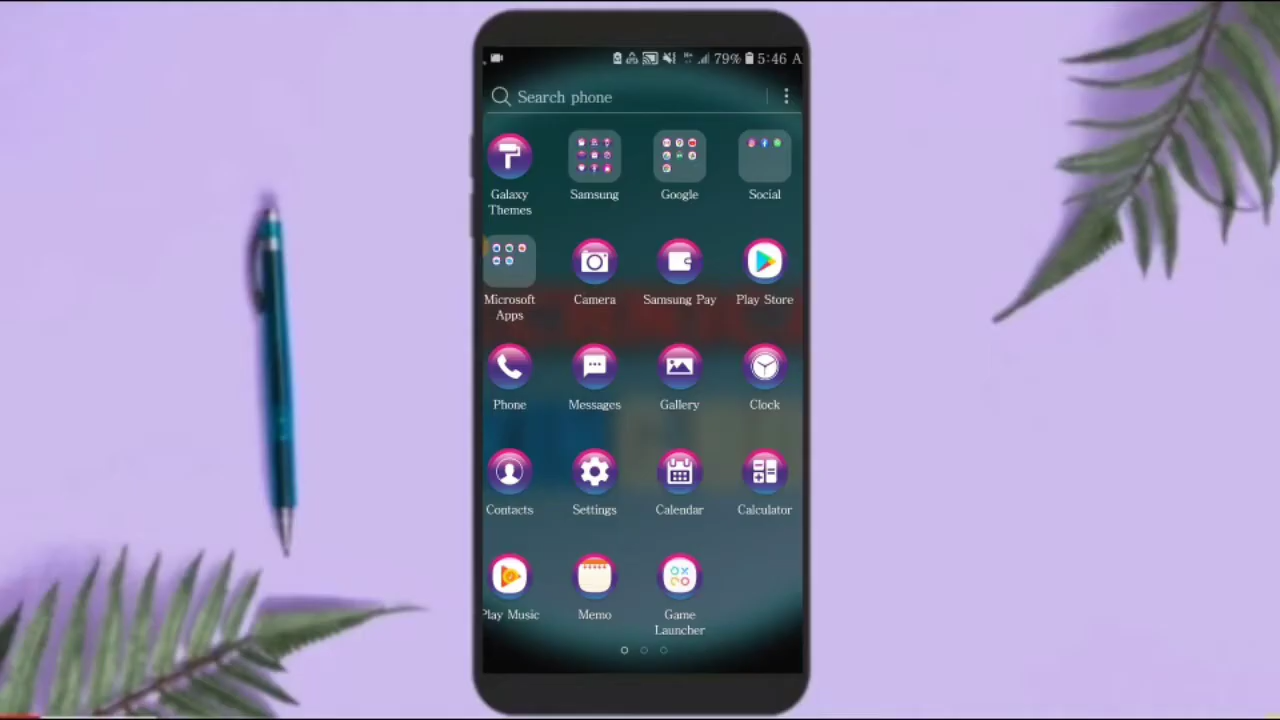 79% 5:46 A
Search phone
Galaxy Themes
Samsung
Google
Social
Microsoft Apps
Camera
Samsung Pay
Play Store
Phone
Messages
Gallery
Clock
Contacts
Settings
Calendar
Calculator
Play Music
Memo
Game Launcher